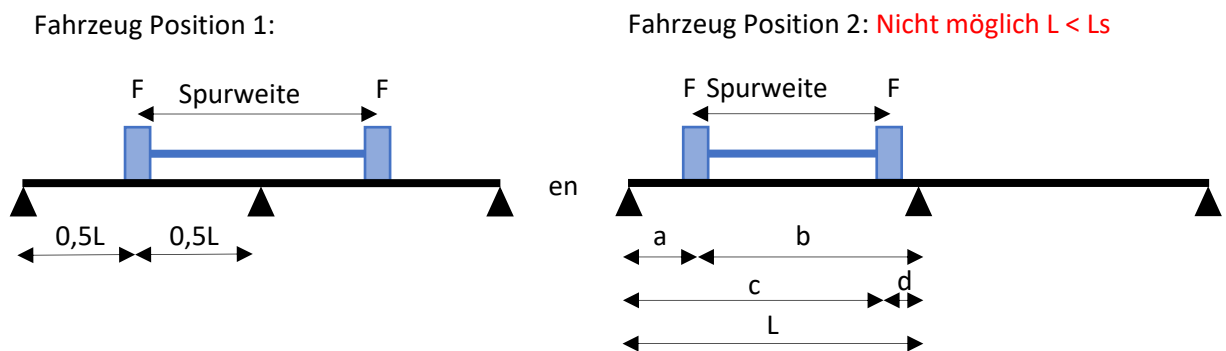 Fahrzeug Position 1:
F Spurweite F
0,5L 0,5L
en
Fahrzeug Position 2: Nicht möglich L < Ls
F Spurweite F
a b
c d
L